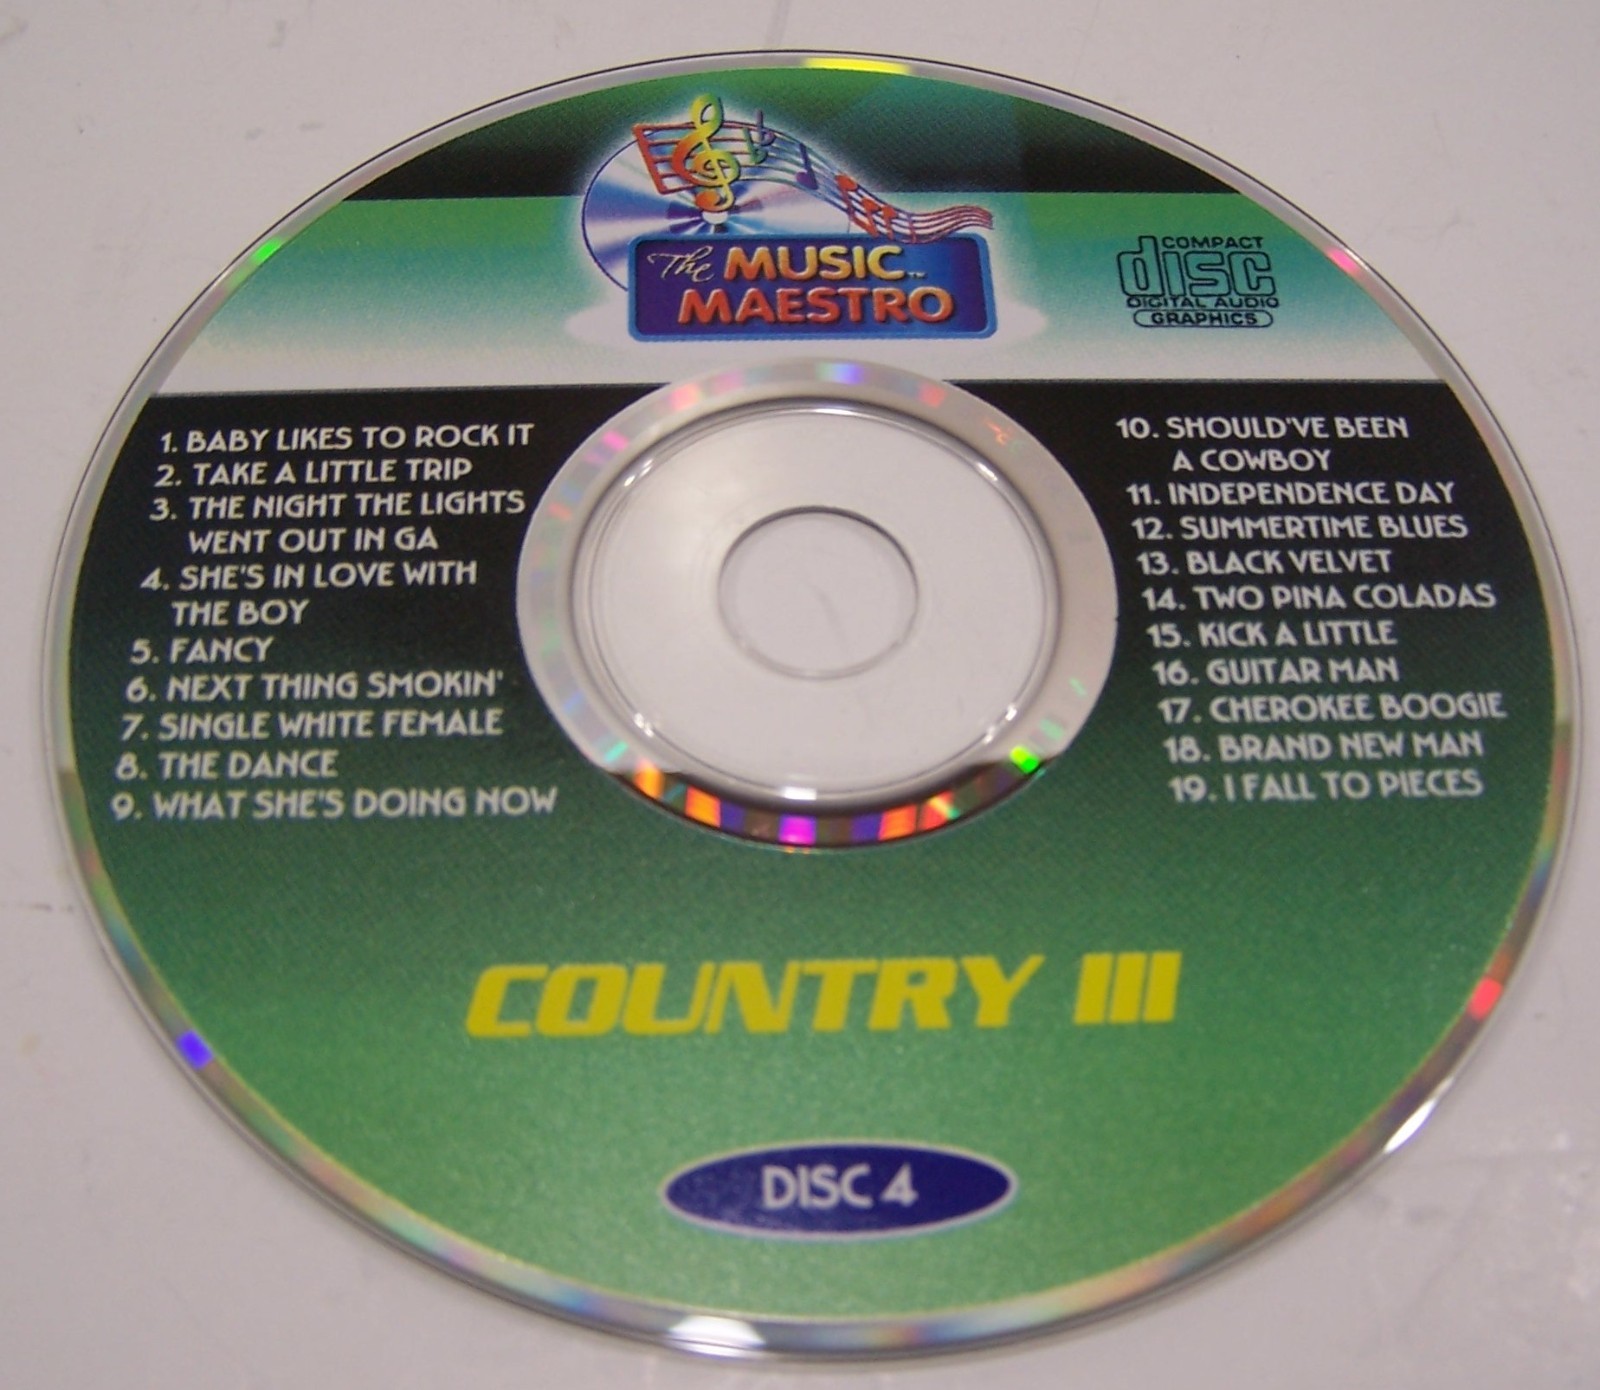 The MUSIC™
MAESTRO
COMPACT
disc
DIGITAL AUDIO
GRAPHICS
1. BABY LIKES TO ROCK IT
2. TAKE A LITTLE TRIP
3. THE NIGHT THE LIGHTS
WENT OUT IN GA
4. SHE'S IN LOVE WITH
THE BOY
5. FANCY
6. NEXT THING SMOKIN'
7. SINGLE WHITE FEMALE
8. THE DANCE
9. WHAT SHE'S DOING NOW
10. SHOULD'VE BEEN
A COWBOY
11. INDEPENDENCE DAY
12. SUMMERTIME BLUES
13. BLACK VELVET
14. TWO PINA COLADAS
15. KICK A LITTLE
16. GUITAR MAN
17. CHEROKEE BOOGIE
18. BRAND NEW MAN
19. I FALL TO PIECES
COUNTRY III
DISC 4